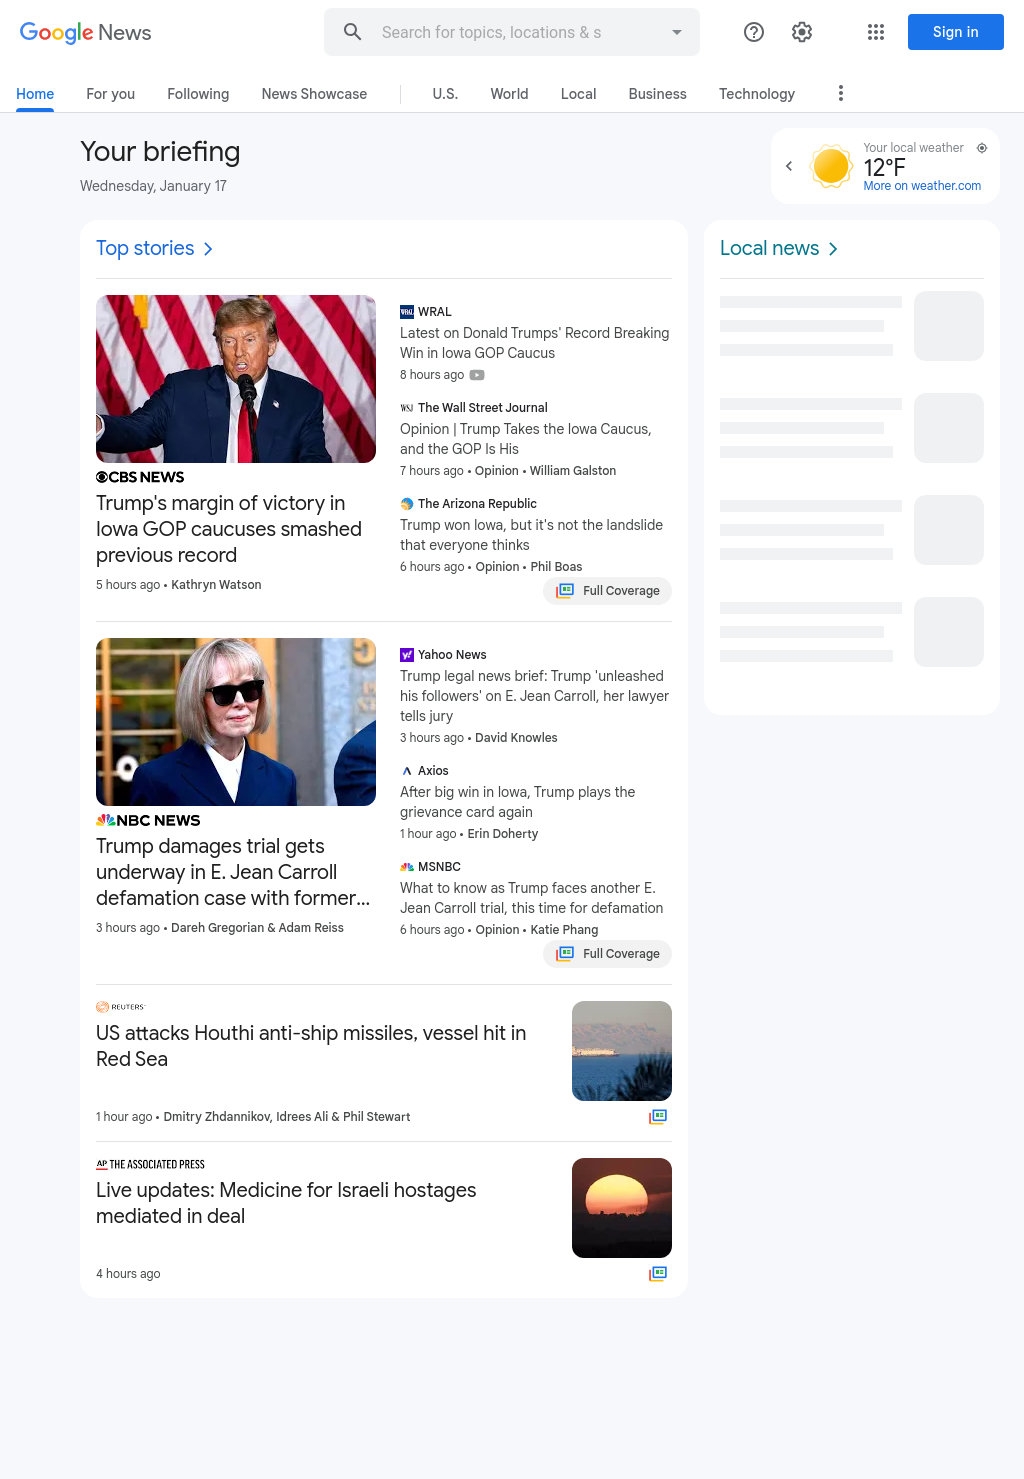 Google News
Search for topics, locations & s
Sign in
Home
For you
Following
News Showcase
U.S.
World
Local
Business
Technology
Your briefing
Wednesday, January 17
Your local weather
12°F
More on weather.com
Top stories
CBS NEWS
Trump's margin of victory in
Iowa GOP caucuses smashed
previous record
5 hours ago • Kathryn Watson
WRAL
WRAL
Latest on Donald Trumps' Record Breaking
Win in Iowa GOP Caucus
8 hours ago
WSJ
The Wall Street Journal
Opinion | Trump Takes the Iowa Caucus,
and the GOP Is His
7 hours ago • Opinion • William Galston
The Arizona Republic
Trump won Iowa, but it's not the landslide
that everyone thinks
6 hours ago • Opinion • Phil Boas
Full Coverage
NBC NEWS
Trump damages trial gets
underway in E. Jean Carroll
defamation case with former...
3 hours ago • Dareh Gregorian & Adam Reiss
y!
Yahoo News
Trump legal news brief: Trump 'unleashed
his followers' on E. Jean Carroll, her lawyer
tells jury
3 hours ago • David Knowles
Axios
After big win in Iowa, Trump plays the
grievance card again
1 hour ago • Erin Doherty
MSNBC
What to know as Trump faces another E.
Jean Carroll trial, this time for defamation
6 hours ago • Opinion • Katie Phang
Full Coverage
REUTERS
US attacks Houthi anti-ship missiles, vessel hit in
Red Sea
1 hour ago • Dmitry Zhdannikov, Idrees Ali & Phil Stewart
AP THE ASSOCIATED PRESS
Live updates: Medicine for Israeli hostages
mediated in deal
4 hours ago
Local news